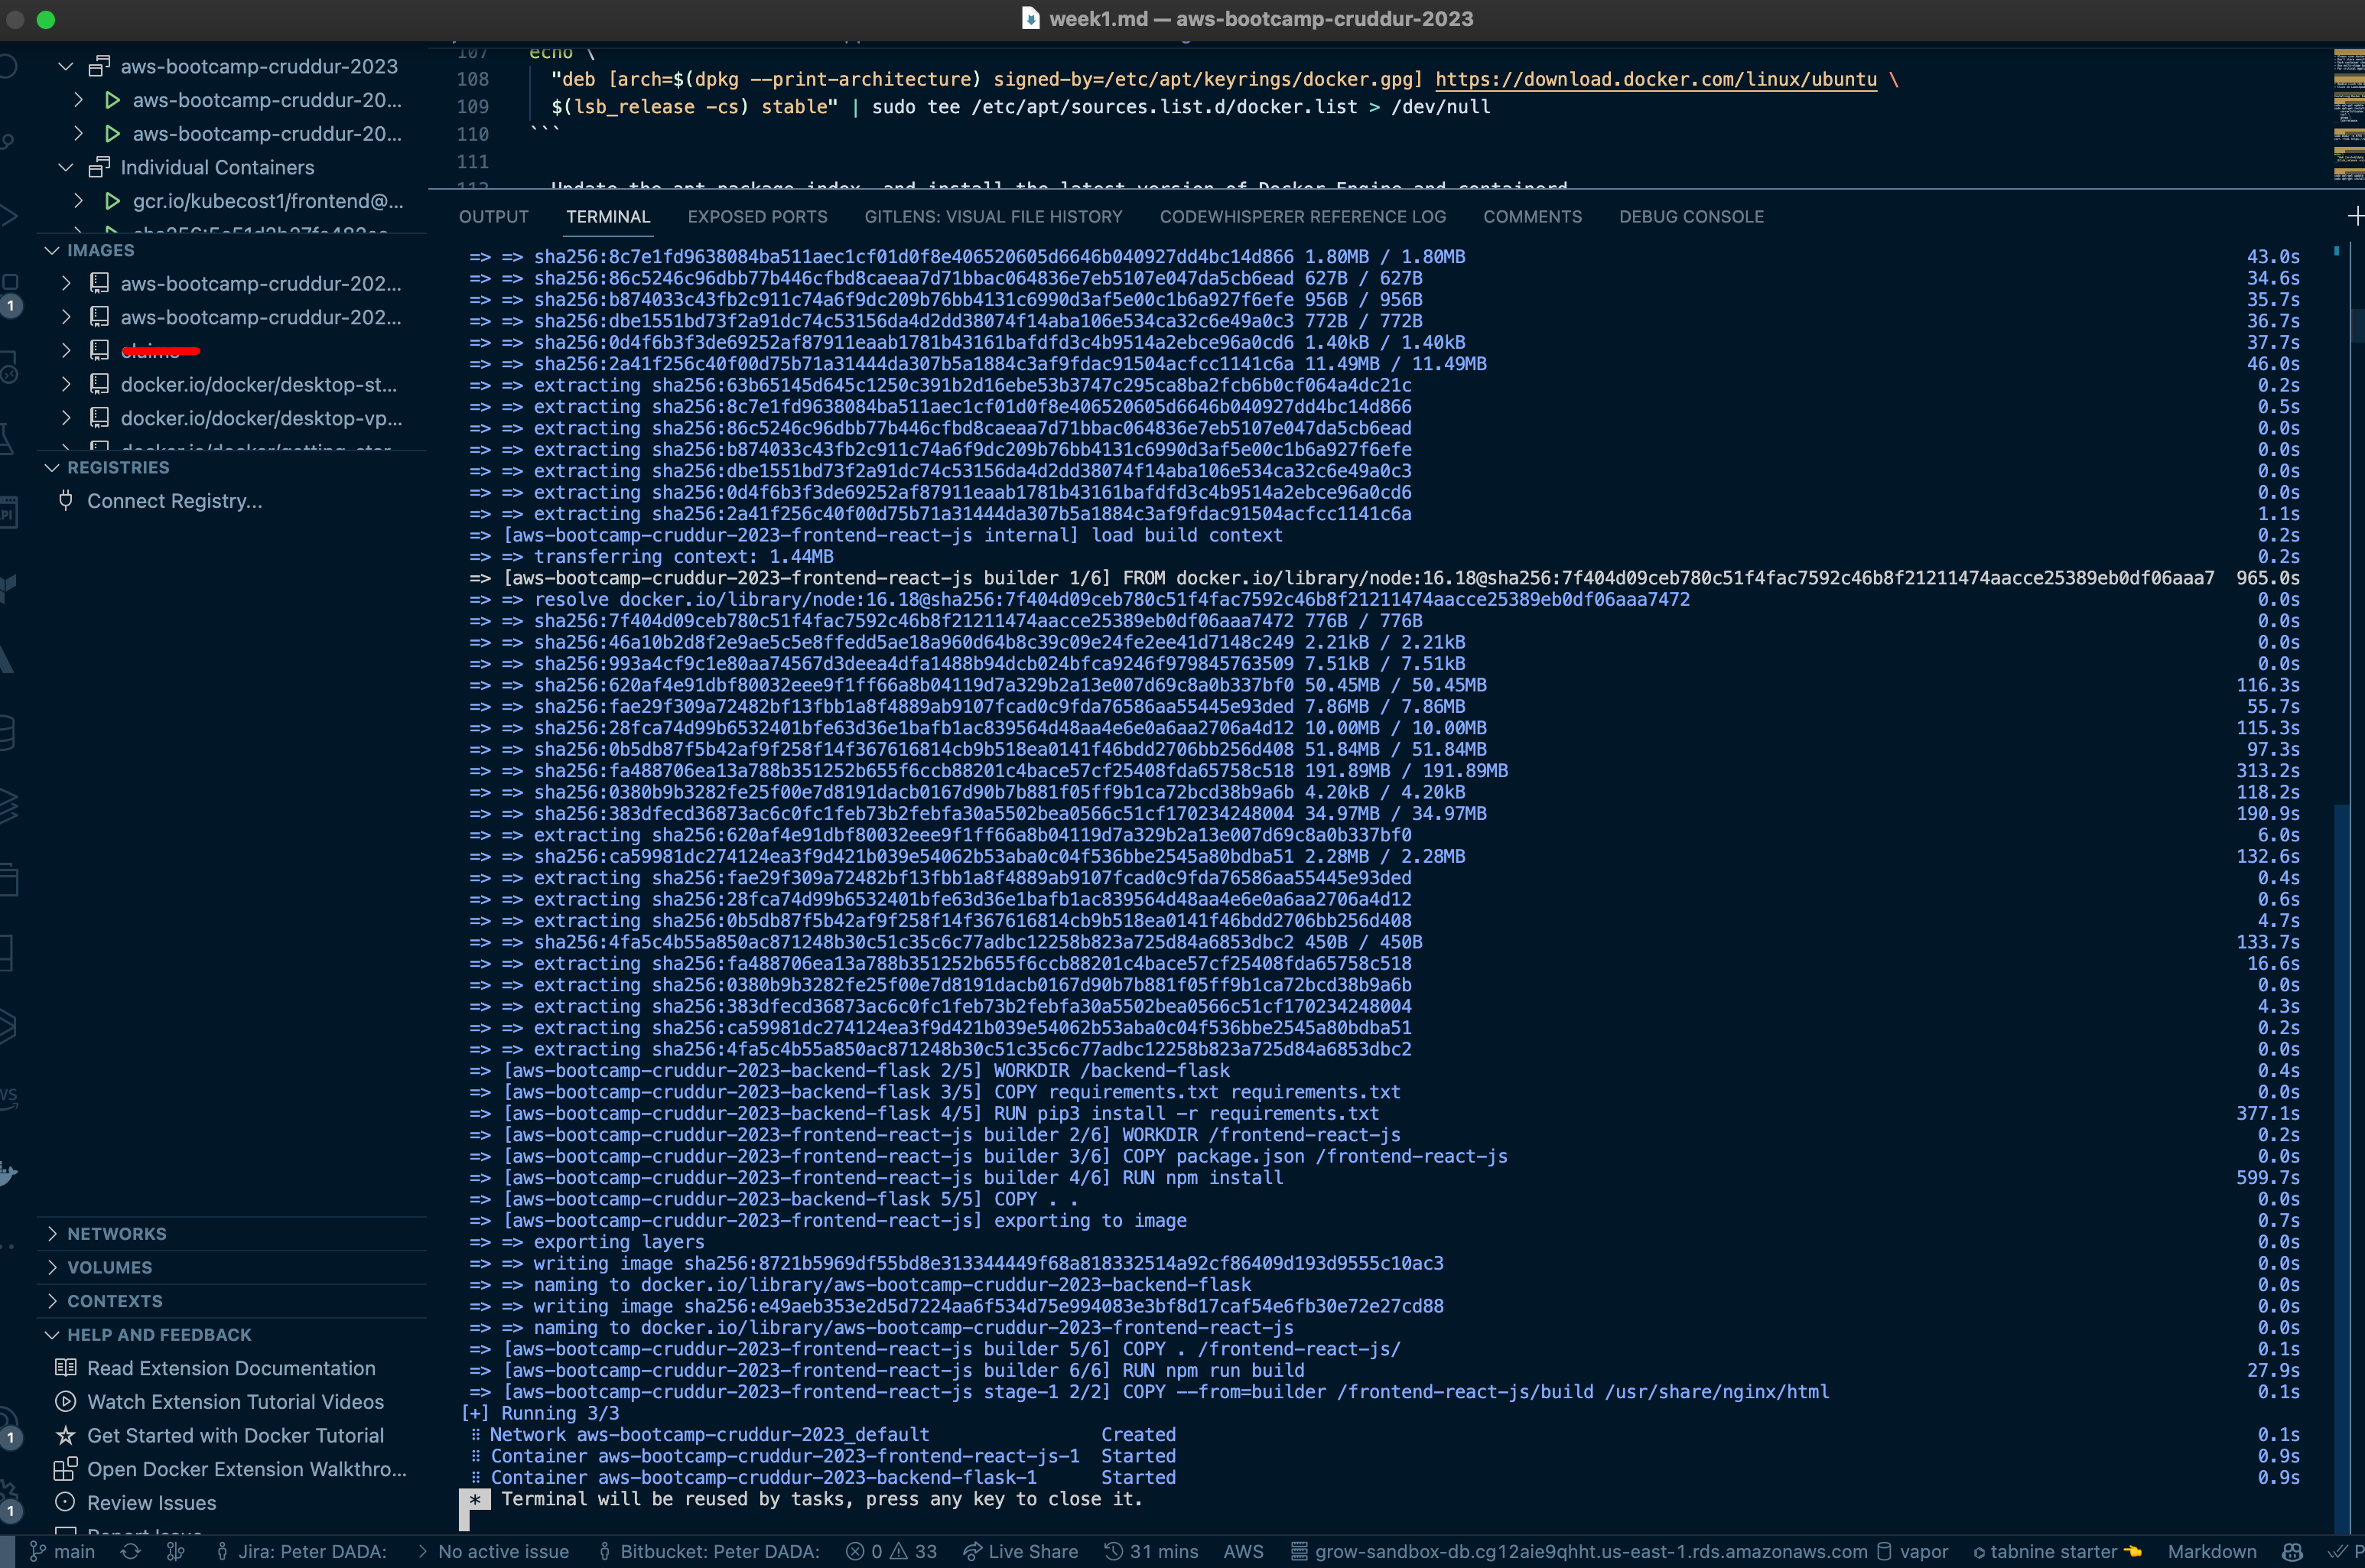 week1.md — aws-bootcamp-cruddur-2023
aws-bootcamp-cruddur-2023
aws-bootcamp-cruddur-20...
aws-bootcamp-cruddur-20...
Individual Containers
gcr.io/kubecost1/frontend@...
IMAGES
aws-bootcamp-cruddur-202...
aws-bootcamp-cruddur-202...
docker.io/docker/desktop-st...
docker.io/docker/desktop-vp...
REGISTRIES
Connect Registry...
NETWORKS
VOLUMES
CONTEXTS
HELP AND FEEDBACK
Read Extension Documentation
Watch Extension Tutorial Videos
Get Started with Docker Tutorial
Open Docker Extension Walkthro...
Review Issues
Report Issue
107 echo \
108 "deb [arch=$(dpkg --print-architecture) signed-by=/etc/apt/keyrings/docker.gpg] https://download.docker.com/linux/ubuntu \
109 $(lsb_release -cs) stable" | sudo tee /etc/apt/sources.list.d/docker.list > /dev/null
110 ```
111
112 Update the apt package index, and install the latest version of Docker Engine and containerd
OUTPUT TERMINAL EXPOSED PORTS GITLENS: VISUAL FILE HISTORY CODEWHISPERER REFERENCE LOG COMMENTS DEBUG CONSOLE
=> => sha256:8c7e1fd9638084ba511aec1cf01d0f8e406520605d6646b040927dd4bc14d866 1.80MB / 1.80MB 43.0s
=> => sha256:86c5246c96dbb77b446cfbd8caeaa7d71bbac064836e7eb5107e047da5cb6ead 627B / 627B 34.6s
=> => sha256:b874033c43fb2c911c74a6f9dc209b76bb4131c6990d3af5e00c1b6a927f6efe 956B / 956B 35.7s
=> => sha256:dbe1551bd73f2a91dc74c53156da4d2dd38074f14aba106e534ca32c6e49a0c3 772B / 772B 36.7s
=> => sha256:0d4f6b3f3de69252af87911eaab1781b43161bafdfd3c4b9514a2ebce96a0cd6 1.40kB / 1.40kB 37.7s
=> => sha256:2a41f256c40f00d75b71a31444da307b5a1884c3af9fdac91504acfcc1141c6a 11.49MB / 11.49MB 46.0s
=> => extracting sha256:63b65145d645c1250c391b2d16ebe53b3747c295ca8ba2fcb6b0cf064a4dc21c 0.2s
=> => extracting sha256:8c7e1fd9638084ba511aec1cf01d0f8e406520605d6646b040927dd4bc14d866 0.5s
=> => extracting sha256:86c5246c96dbb77b446cfbd8caeaa7d71bbac064836e7eb5107e047da5cb6ead 0.0s
=> => extracting sha256:b874033c43fb2c911c74a6f9dc209b76bb4131c6990d3af5e00c1b6a927f6efe 0.0s
=> => extracting sha256:dbe1551bd73f2a91dc74c53156da4d2dd38074f14aba106e534ca32c6e49a0c3 0.0s
=> => extracting sha256:0d4f6b3f3de69252af87911eaab1781b43161bafdfd3c4b9514a2ebce96a0cd6 0.0s
=> => extracting sha256:2a41f256c40f00d75b71a31444da307b5a1884c3af9fdac91504acfcc1141c6a 1.1s
=> [aws-bootcamp-cruddur-2023-frontend-react-js internal] load build context 0.2s
=> => transferring context: 1.44MB 0.2s
=> [aws-bootcamp-cruddur-2023-frontend-react-js builder 1/6] FROM docker.io/library/node:16.18@sha256:7f404d09ceb780c51f4fac7592c46b8f21211474aacce25389eb0df06aaa7 965.0s
=> => resolve docker.io/library/node:16.18@sha256:7f404d09ceb780c51f4fac7592c46b8f21211474aacce25389eb0df06aaa7472 0.0s
=> => sha256:7f404d09ceb780c51f4fac7592c46b8f21211474aacce25389eb0df06aaa7472 776B / 776B 0.0s
=> => sha256:46a10b2d8f2e9ae5c5e8ffedd5ae18a960d64b8c39c09e24fe2ee41d7148c249 2.21kB / 2.21kB 0.0s
=> => sha256:993a4cf9c1e80aa74567d3deea4dfa1488b94dcb024bfca9246f979845763509 7.51kB / 7.51kB 0.0s
=> => sha256:620af4e91dbf80032eee9f1ff66a8b04119d7a329b2a13e007d69c8a0b337bf0 50.45MB / 50.45MB 116.3s
=> => sha256:fae29f309a72482bf13fbb1a8f4889ab9107fcad0c9fda76586aa55445e93ded 7.86MB / 7.86MB 55.7s
=> => sha256:28fca74d99b6532401bfe63d36e1bafb1ac839564d48aa4e6e0a6aa2706a4d12 10.00MB / 10.00MB 115.3s
=> => sha256:0b5db87f5b42af9f258f14f367616814cb9b518ea0141f46bdd2706bb256d408 51.84MB / 51.84MB 97.3s
=> => sha256:fa488706ea13a788b351252b655f6ccb88201c4bace57cf25408fda65758c518 191.89MB / 191.89MB 313.2s
=> => sha256:0380b9b3282fe25f00e7d8191dacb0167d90b7b881f05ff9b1ca72bcd38b9a6b 4.20kB / 4.20kB 118.2s
=> => sha256:383dfecd36873ac6c0fc1feb73b2febfa30a5502bea0566c51cf170234248004 34.97MB / 34.97MB 190.9s
=> => extracting sha256:620af4e91dbf80032eee9f1ff66a8b04119d7a329b2a13e007d69c8a0b337bf0 6.0s
=> => sha256:ca59981dc274124ea3f9d421b039e54062b53aba0c04f536bbe2545a80bdba51 2.28MB / 2.28MB 132.6s
=> => extracting sha256:fae29f309a72482bf13fbb1a8f4889ab9107fcad0c9fda76586aa55445e93ded 0.4s
=> => extracting sha256:28fca74d99b6532401bfe63d36e1bafb1ac839564d48aa4e6e0a6aa2706a4d12 0.6s
=> => extracting sha256:0b5db87f5b42af9f258f14f367616814cb9b518ea0141f46bdd2706bb256d408 4.7s
=> => sha256:4fa5c4b55a850ac871248b30c51c35c6c77adbc12258b823a725d84a6853dbc2 450B / 450B 133.7s
=> => extracting sha256:fa488706ea13a788b351252b655f6ccb88201c4bace57cf25408fda65758c518 16.6s
=> => extracting sha256:0380b9b3282fe25f00e7d8191dacb0167d90b7b881f05ff9b1ca72bcd38b9a6b 0.0s
=> => extracting sha256:383dfecd36873ac6c0fc1feb73b2febfa30a5502bea0566c51cf170234248004 4.3s
=> => extracting sha256:ca59981dc274124ea3f9d421b039e54062b53aba0c04f536bbe2545a80bdba51 0.2s
=> => extracting sha256:4fa5c4b55a850ac871248b30c51c35c6c77adbc12258b823a725d84a6853dbc2 0.0s
=> [aws-bootcamp-cruddur-2023-backend-flask 2/5] WORKDIR /backend-flask 0.4s
=> [aws-bootcamp-cruddur-2023-backend-flask 3/5] COPY requirements.txt requirements.txt 0.0s
=> [aws-bootcamp-cruddur-2023-backend-flask 4/5] RUN pip3 install -r requirements.txt 377.1s
=> [aws-bootcamp-cruddur-2023-frontend-react-js builder 2/6] WORKDIR /frontend-react-js 0.2s
=> [aws-bootcamp-cruddur-2023-frontend-react-js builder 3/6] COPY package.json /frontend-react-js 0.0s
=> [aws-bootcamp-cruddur-2023-frontend-react-js builder 4/6] RUN npm install 599.7s
=> [aws-bootcamp-cruddur-2023-backend-flask 5/5] COPY . . 0.0s
=> [aws-bootcamp-cruddur-2023-frontend-react-js] exporting to image 0.7s
=> => exporting layers 0.0s
=> => writing image sha256:8721b5969df55bd8e313344449f68a818332514a92cf86409d193d9555c10ac3 0.0s
=> => naming to docker.io/library/aws-bootcamp-cruddur-2023-backend-flask 0.0s
=> => writing image sha256:e49aeb353e2d5d7224aa6f534d75e994083e3bf8d17caf54e6fb30e72e27cd88 0.0s
=> => naming to docker.io/library/aws-bootcamp-cruddur-2023-frontend-react-js 0.0s
=> [aws-bootcamp-cruddur-2023-frontend-react-js builder 5/6] COPY . /frontend-react-js/ 0.1s
=> [aws-bootcamp-cruddur-2023-frontend-react-js builder 6/6] RUN npm run build 27.9s
=> [aws-bootcamp-cruddur-2023-frontend-react-js stage-1 2/2] COPY --from=builder /frontend-react-js/build /usr/share/nginx/html 0.1s
[+] Running 3/3
⠿ Network aws-bootcamp-cruddur-2023_default Created 0.1s
⠿ Container aws-bootcamp-cruddur-2023-frontend-react-js-1 Started 0.9s
⠿ Container aws-bootcamp-cruddur-2023-backend-flask-1 Started 0.9s
* Terminal will be reused by tasks, press any key to close it.
main Jira: Peter DADA: No active issue Bitbucket: Peter DADA: 0 33 Live Share 31 mins AWS grow-sandbox-db.cg12aie9qhht.us-east-1.rds.amazonaws.com vapor tabnine starter Markdown